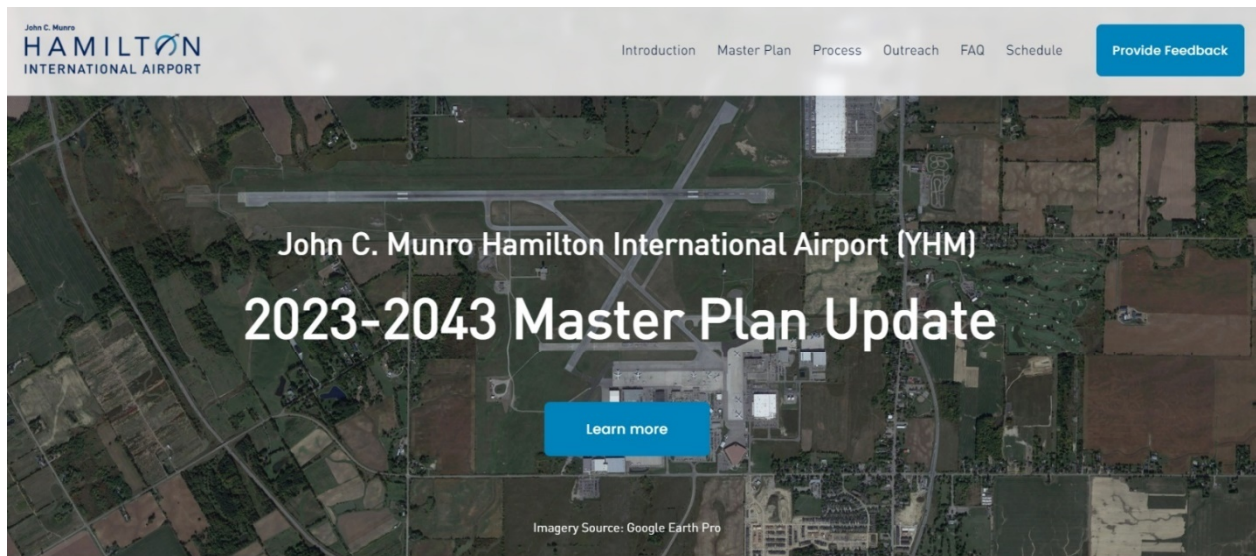 John C. Munro
HAMILTON
INTERNATIONAL AIRPORT
Introduction Master Plan Process Outreach FAQ Schedule
Provide Feedback
John C. Munro Hamilton International Airport (YHM)
2023-2043 Master Plan Update
Learn more
Imagery Source: Google Earth Pro